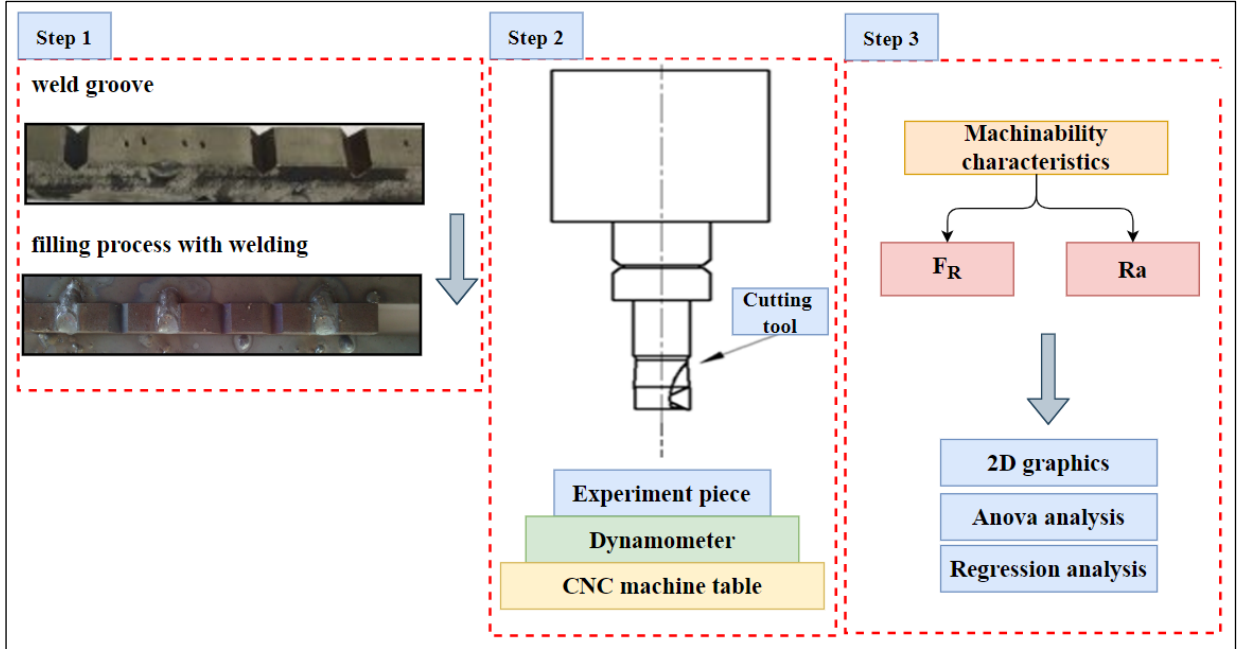 Step 1
weld groove
filling process with welding
Step 2
Cutting
tool
Experiment piece
Dynamometer
CNC machine table
Step 3
Machinability
characteristics
FR
Ra
2D graphics
Anova analysis
Regression analysis